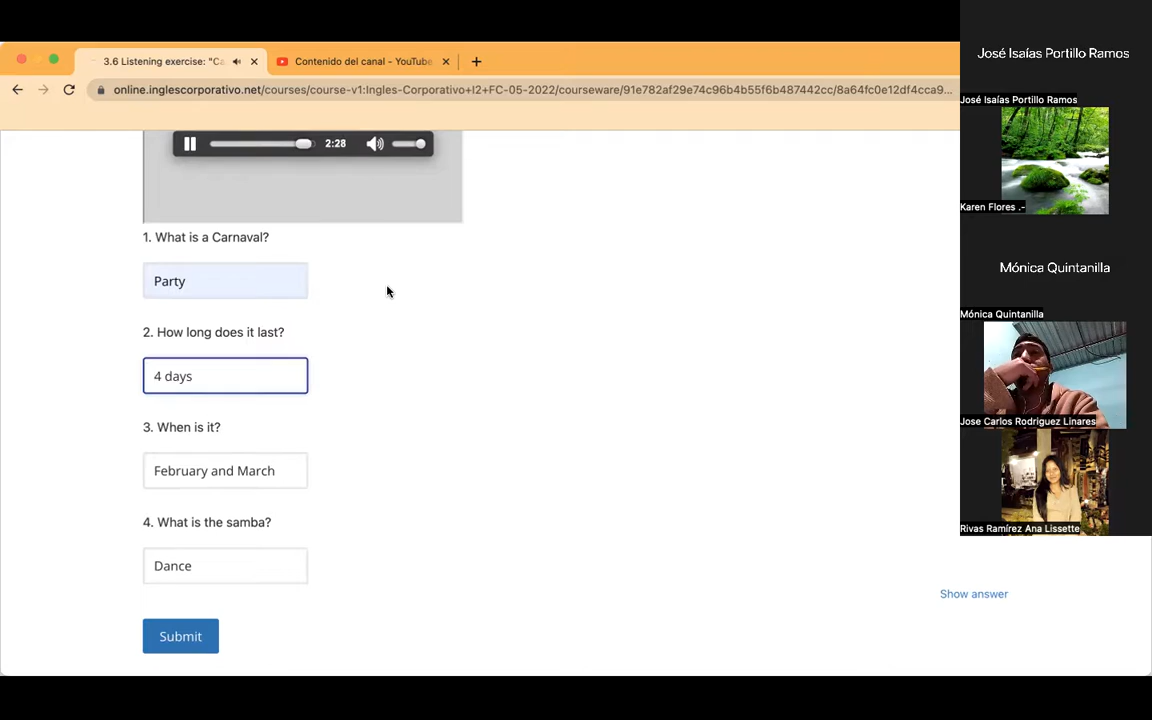 José Isaías Portillo Ramos
3.6 Listening exercise: "Ca
Contenido del canal - YouTube
online.inglescorporativo.net/courses/course-v1:Ingles-Corporativo+I2+FC-05-2022/courseware/91e782af29e74c96b4b55f6b487442cc/8a64fc0e12df4cca9...
José Isaías Portillo Ramos
2:28
Karen Flores .-
1. What is a Carnaval?
Party
Mónica Quintanilla
Mónica Quintanilla
2. How long does it last?
4 days
Jose Carlos Rodriguez Linares
3. When is it?
February and March
4. What is the samba?
Rivas Ramírez Ana Lissette
Dance
Show answer
Submit